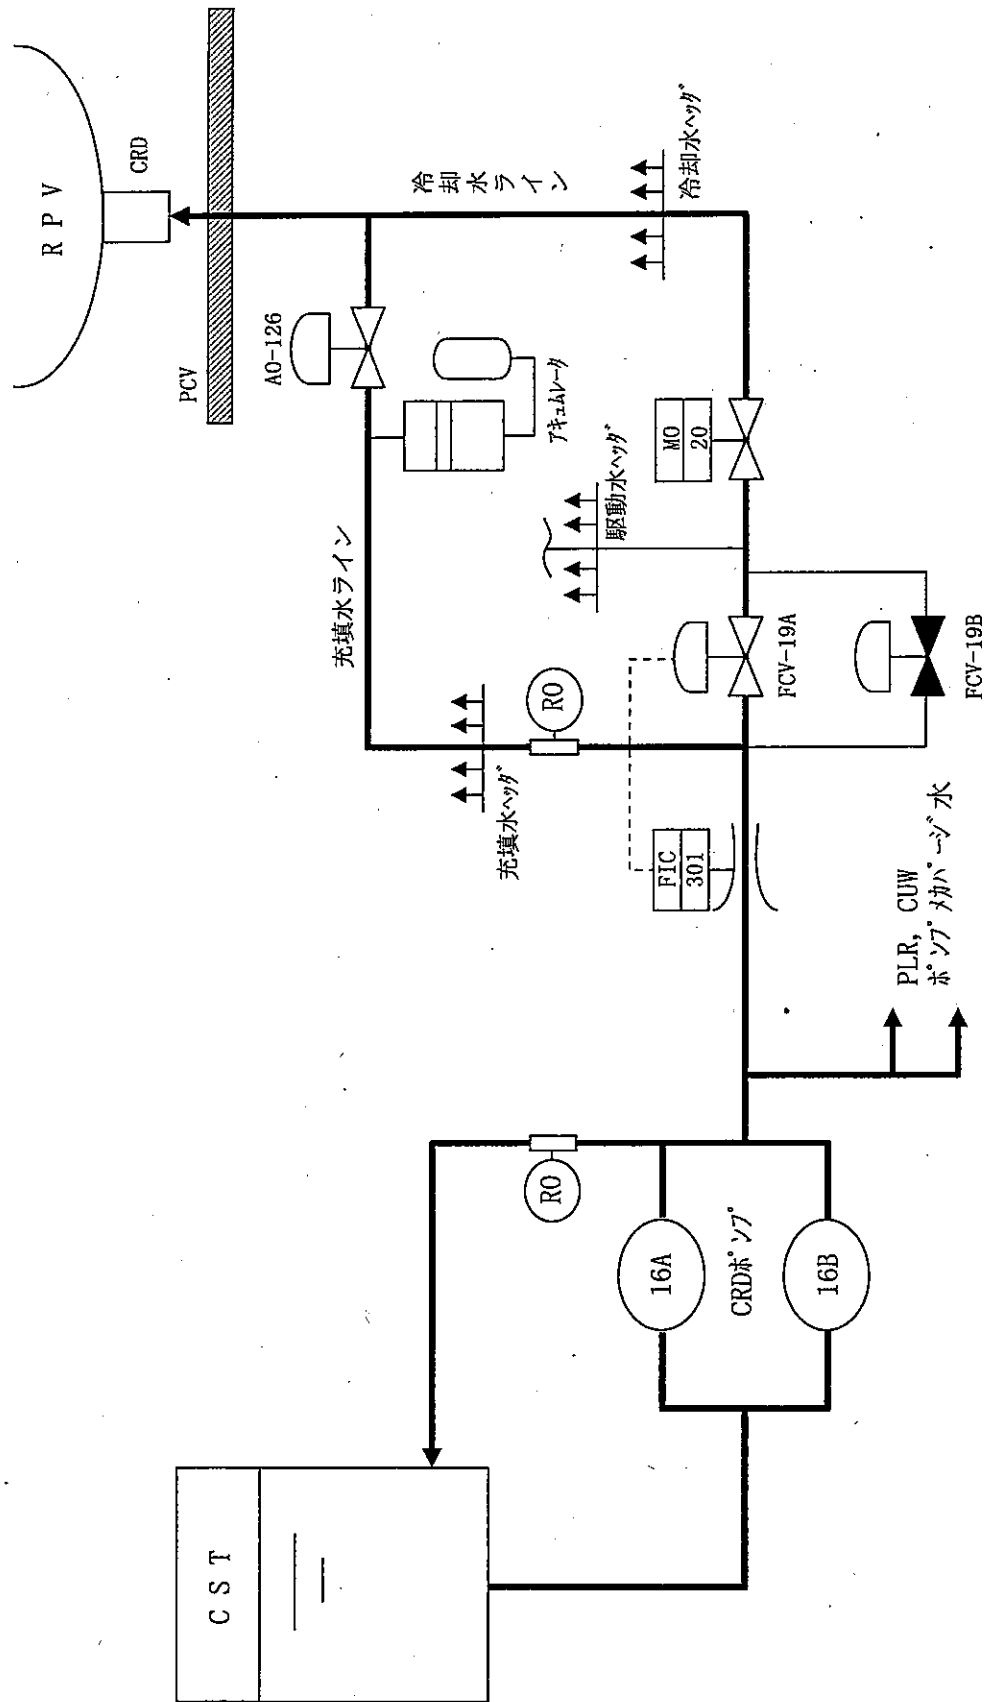 RPV
CRD
PCV
冷却水ライン
冷却水ヘッダ
AO-126
アキュムレータ
MO
20
駆動水ヘッダ
充填水ライン
充填水ヘッダ
RO
FCV-19A
FCV-19B
FIC
301
PLR, CUW
ポンプメカパージ水
RO
16A
CRDポンプ
16B
CST